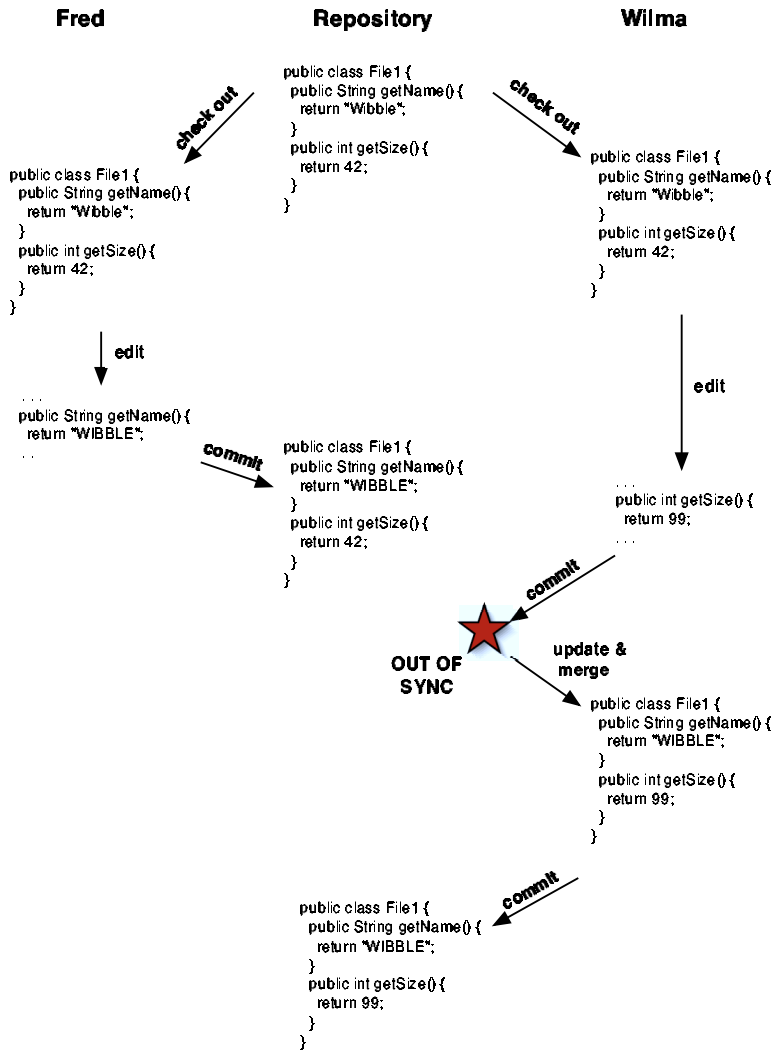 Fred
Repository
Wilma
public class File1 {
public String getName() {
return "Wibble";
}
public int getSize() {
return 42;
}
}
check out
check out
public class File1 {
public String getName() {
return "Wibble";
}
public int getSize() {
return 42;
}
}
public class File1 {
public String getName() {
return "Wibble";
}
public int getSize() {
return 42;
}
}
edit
edit
. . .
public String getName() {
return "WIBBLE";
. .
commit
public class File1 {
public String getName() {
return "WIBBLE";
}
public int getSize() {
return 42;
}
}
. . .
public int getSize() {
return 99;
. . .
commit
OUT OF
SYNC
update &
merge
public class File1 {
public String getName() {
return "WIBBLE";
}
public int getSize() {
return 99;
}
}
commit
public class File1 {
public String getName() {
return "WIBBLE";
}
public int getSize() {
return 99;
}
}